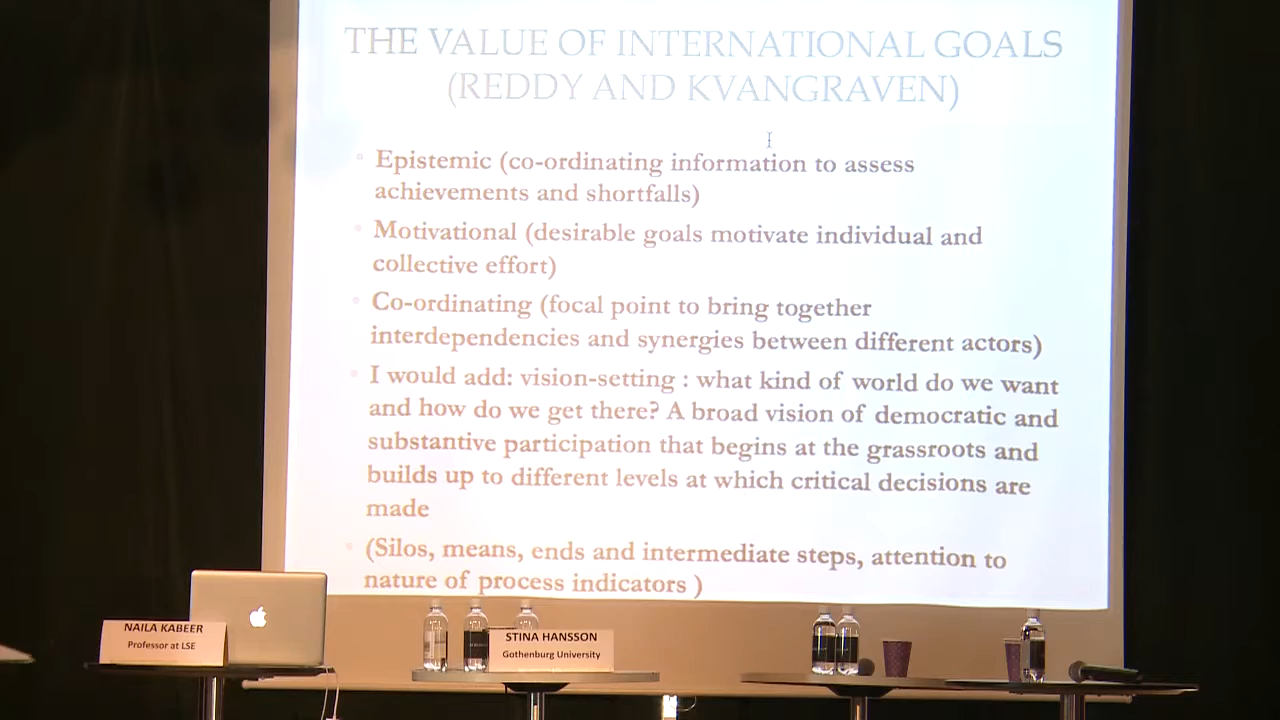 THE VALUE OF INTERNATIONAL GOALS
(REDDY AND KVANGRAVEN)
Epistemic (co-ordinating information to assess
achievements and shortfalls)
Motivational (desirable goals motivate individual and
collective effort)
Co-ordinating (focal point to bring together
interdependencies and synergies between different actors)
I would add: vision-setting : what kind of world do we want
and how do we get there? A broad vision of democratic and
substantive participation that begins at the grassroots and
builds up to different levels at which critical decisions are
made
(Silos, means, ends and intermediate steps, attention to
nature of process indicators )
NAILA KABEER
Professor at LSE
STINA HANSSON
Gothenburg University